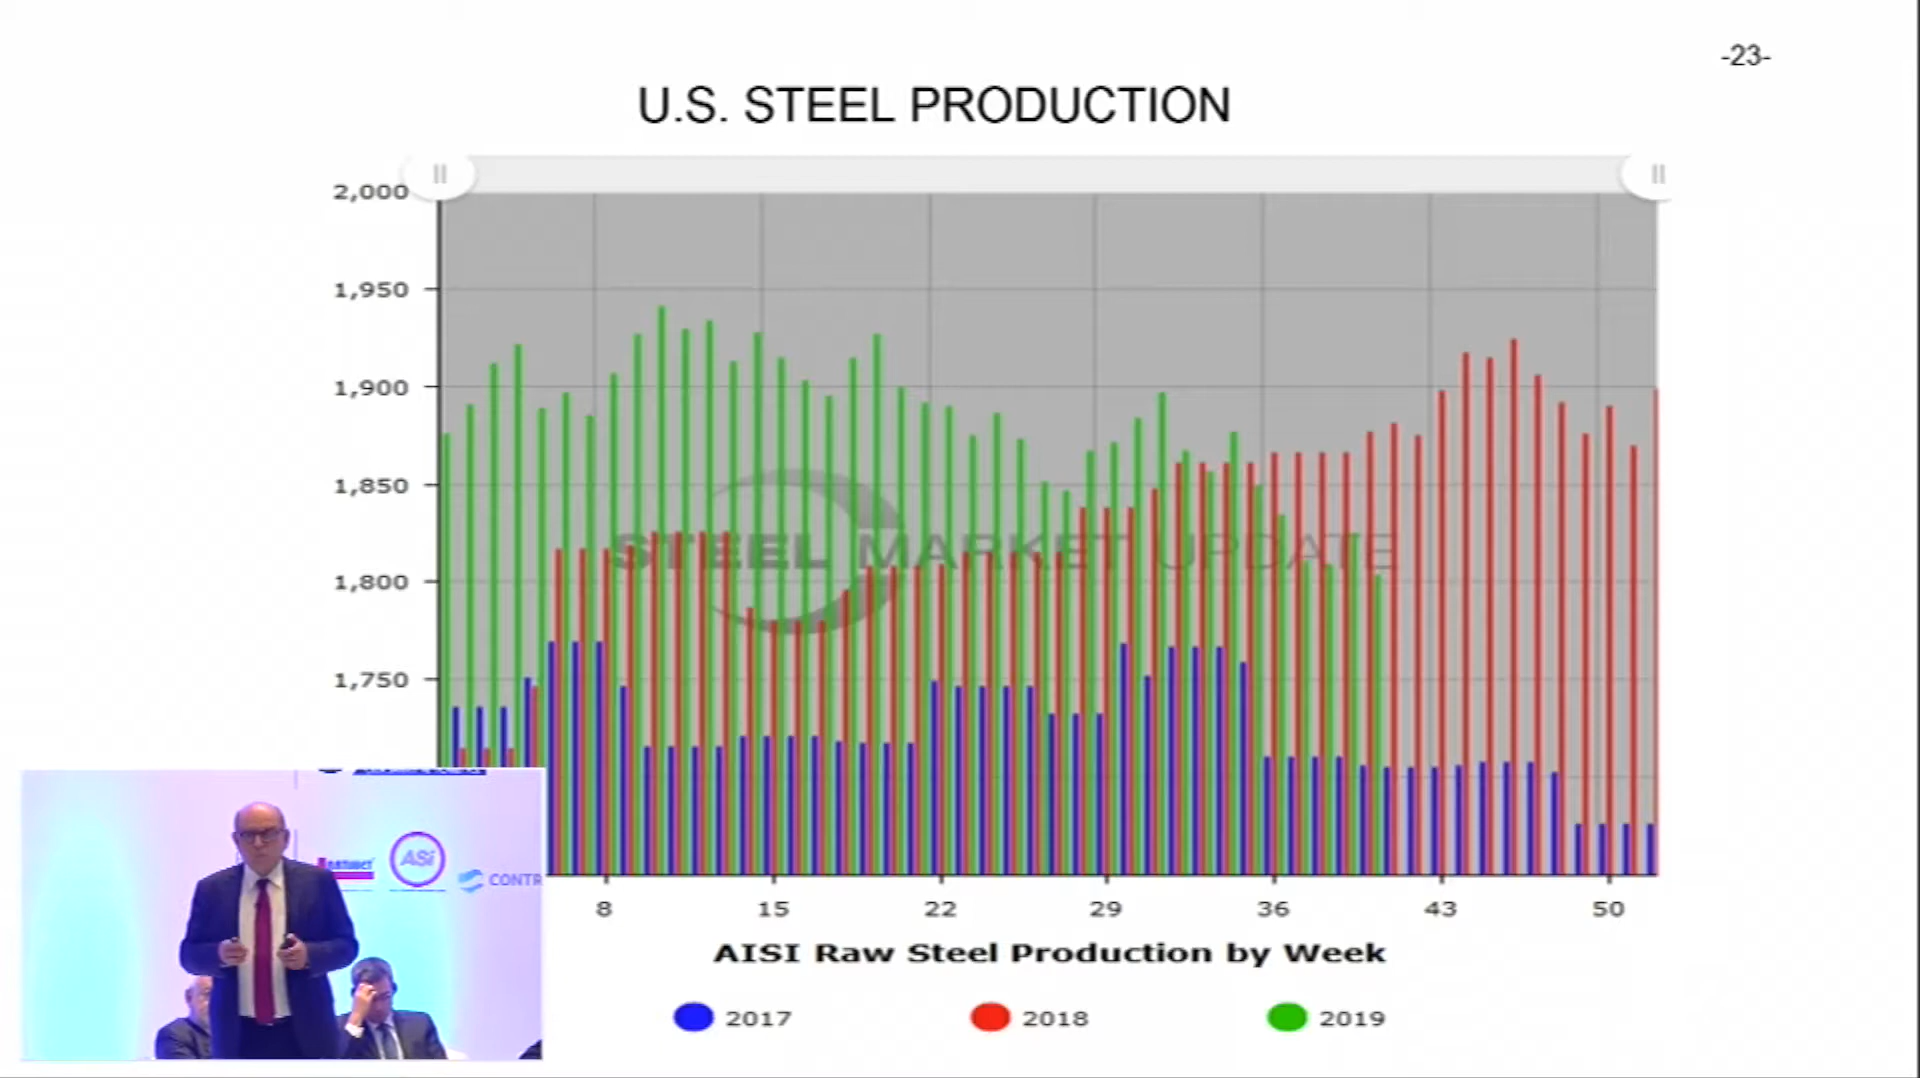 -23-
U.S. STEEL PRODUCTION
2,000
1,950
1,900
1,850
1,800
1,750
STEEL MARKET UPDATE
8 15 22 29 36 43 50
AISI Raw Steel Production by Week
2017 2018 2019
ASi
CONTR